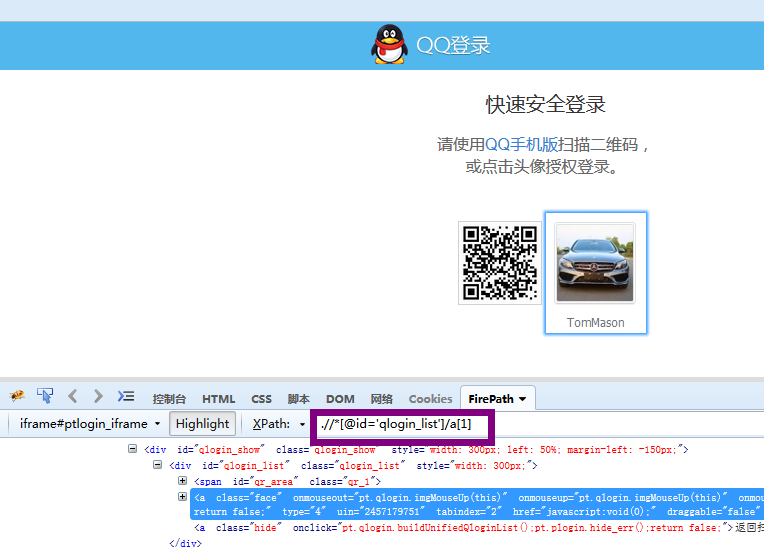 QQ登录
快速安全登录
请使用QQ手机版扫描二维码，
或点击头像授权登录。
TomMason
控制台 HTML CSS 脚本 DOM 网络 Cookies FirePath
iframe#ptlogin_iframe Highlight XPath: .//*[@id='qlogin_list']/a[1]
<div id="qlogin_show" class="qlogin_show" style="width: 300px; left: 50%; margin-left: -150px;">
<div id="qlogin_list" class="qlogin_list" style="width: 300px;">
<span id="qr_area" class="qr_1">
<a class="face" onmouseout="pt.qlogin.imgMouseUp(this)" onmouseup="pt.qlogin.imgMouseUp(this)" onmou
return false;" type="4" uin="2457179751" tabindex="2" href="javascript:void(0);" draggable="false"
<a class="hide" onclick="pt.qlogin.buildUnifiedQloginList();pt.plogin.hide_err();return false;">返回扫
</div>